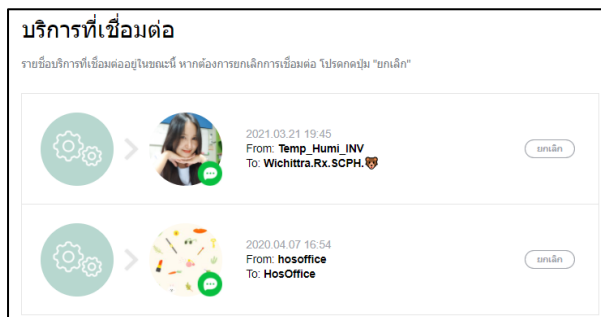 บริการที่เชื่อมต่อ
รายชื่อบริการที่เชื่อมต่ออยู่ในขณะนี้ หากต้องการยกเลิกการเชื่อมต่อ โปรดกดปุ่ม "ยกเลิก"
2021.03.21 19:45
From: Temp_Humi_INV
To: Wichittra.Rx.SCPH.🐻
ยกเลิก
2020.04.07 16:54
From: hosoffice
To: HosOffice
ยกเลิก